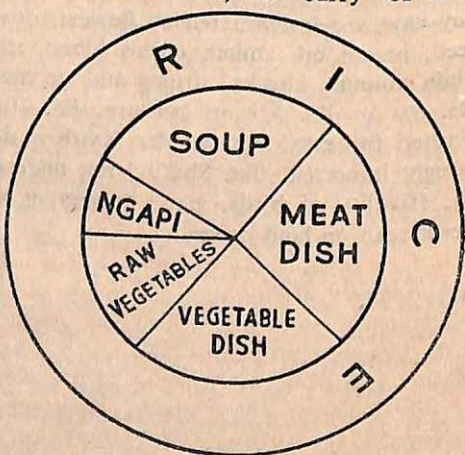 R I C E
SOUP
NGAPI
MEAT
DISH
RAW
VEGETABLES
VEGETABLE
DISH